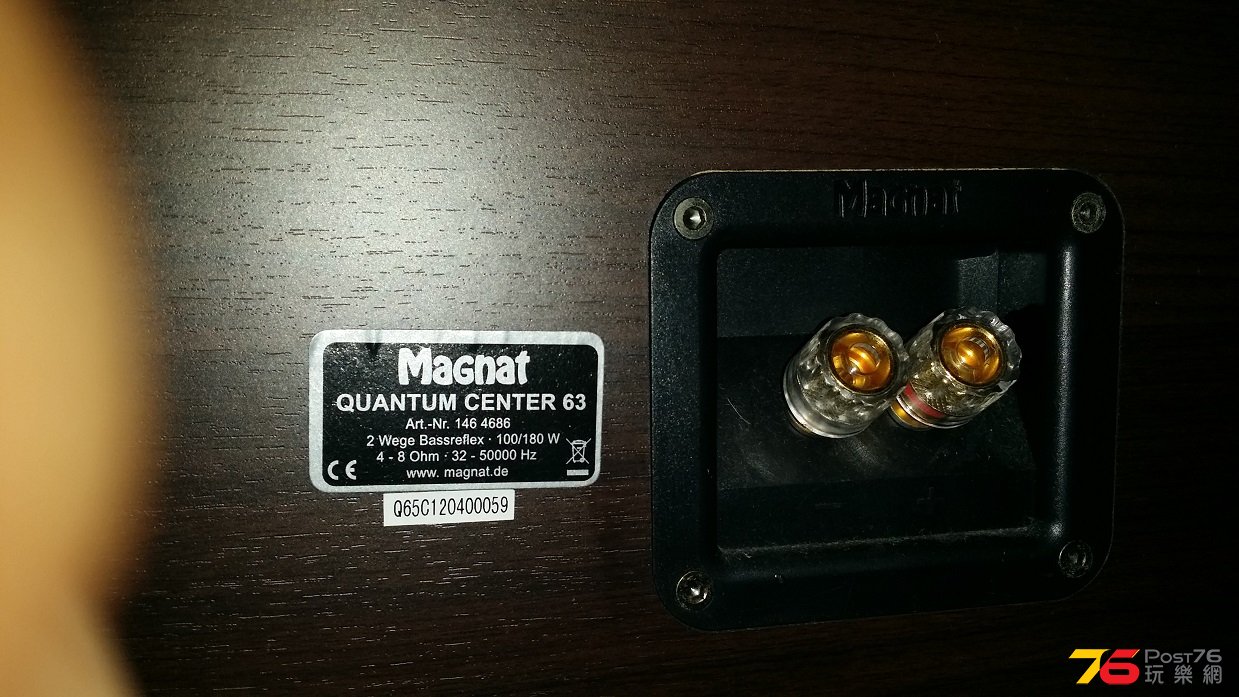 Magnat
Magnat
QUANTUM CENTER 63
Art.-Nr. 146 4686
2 Wege Bassreflex · 100/180 W
4 - 8 Ohm · 32 - 50000 Hz
CE www. magnat.de
Q65C120400059
76 POST76
玩樂網